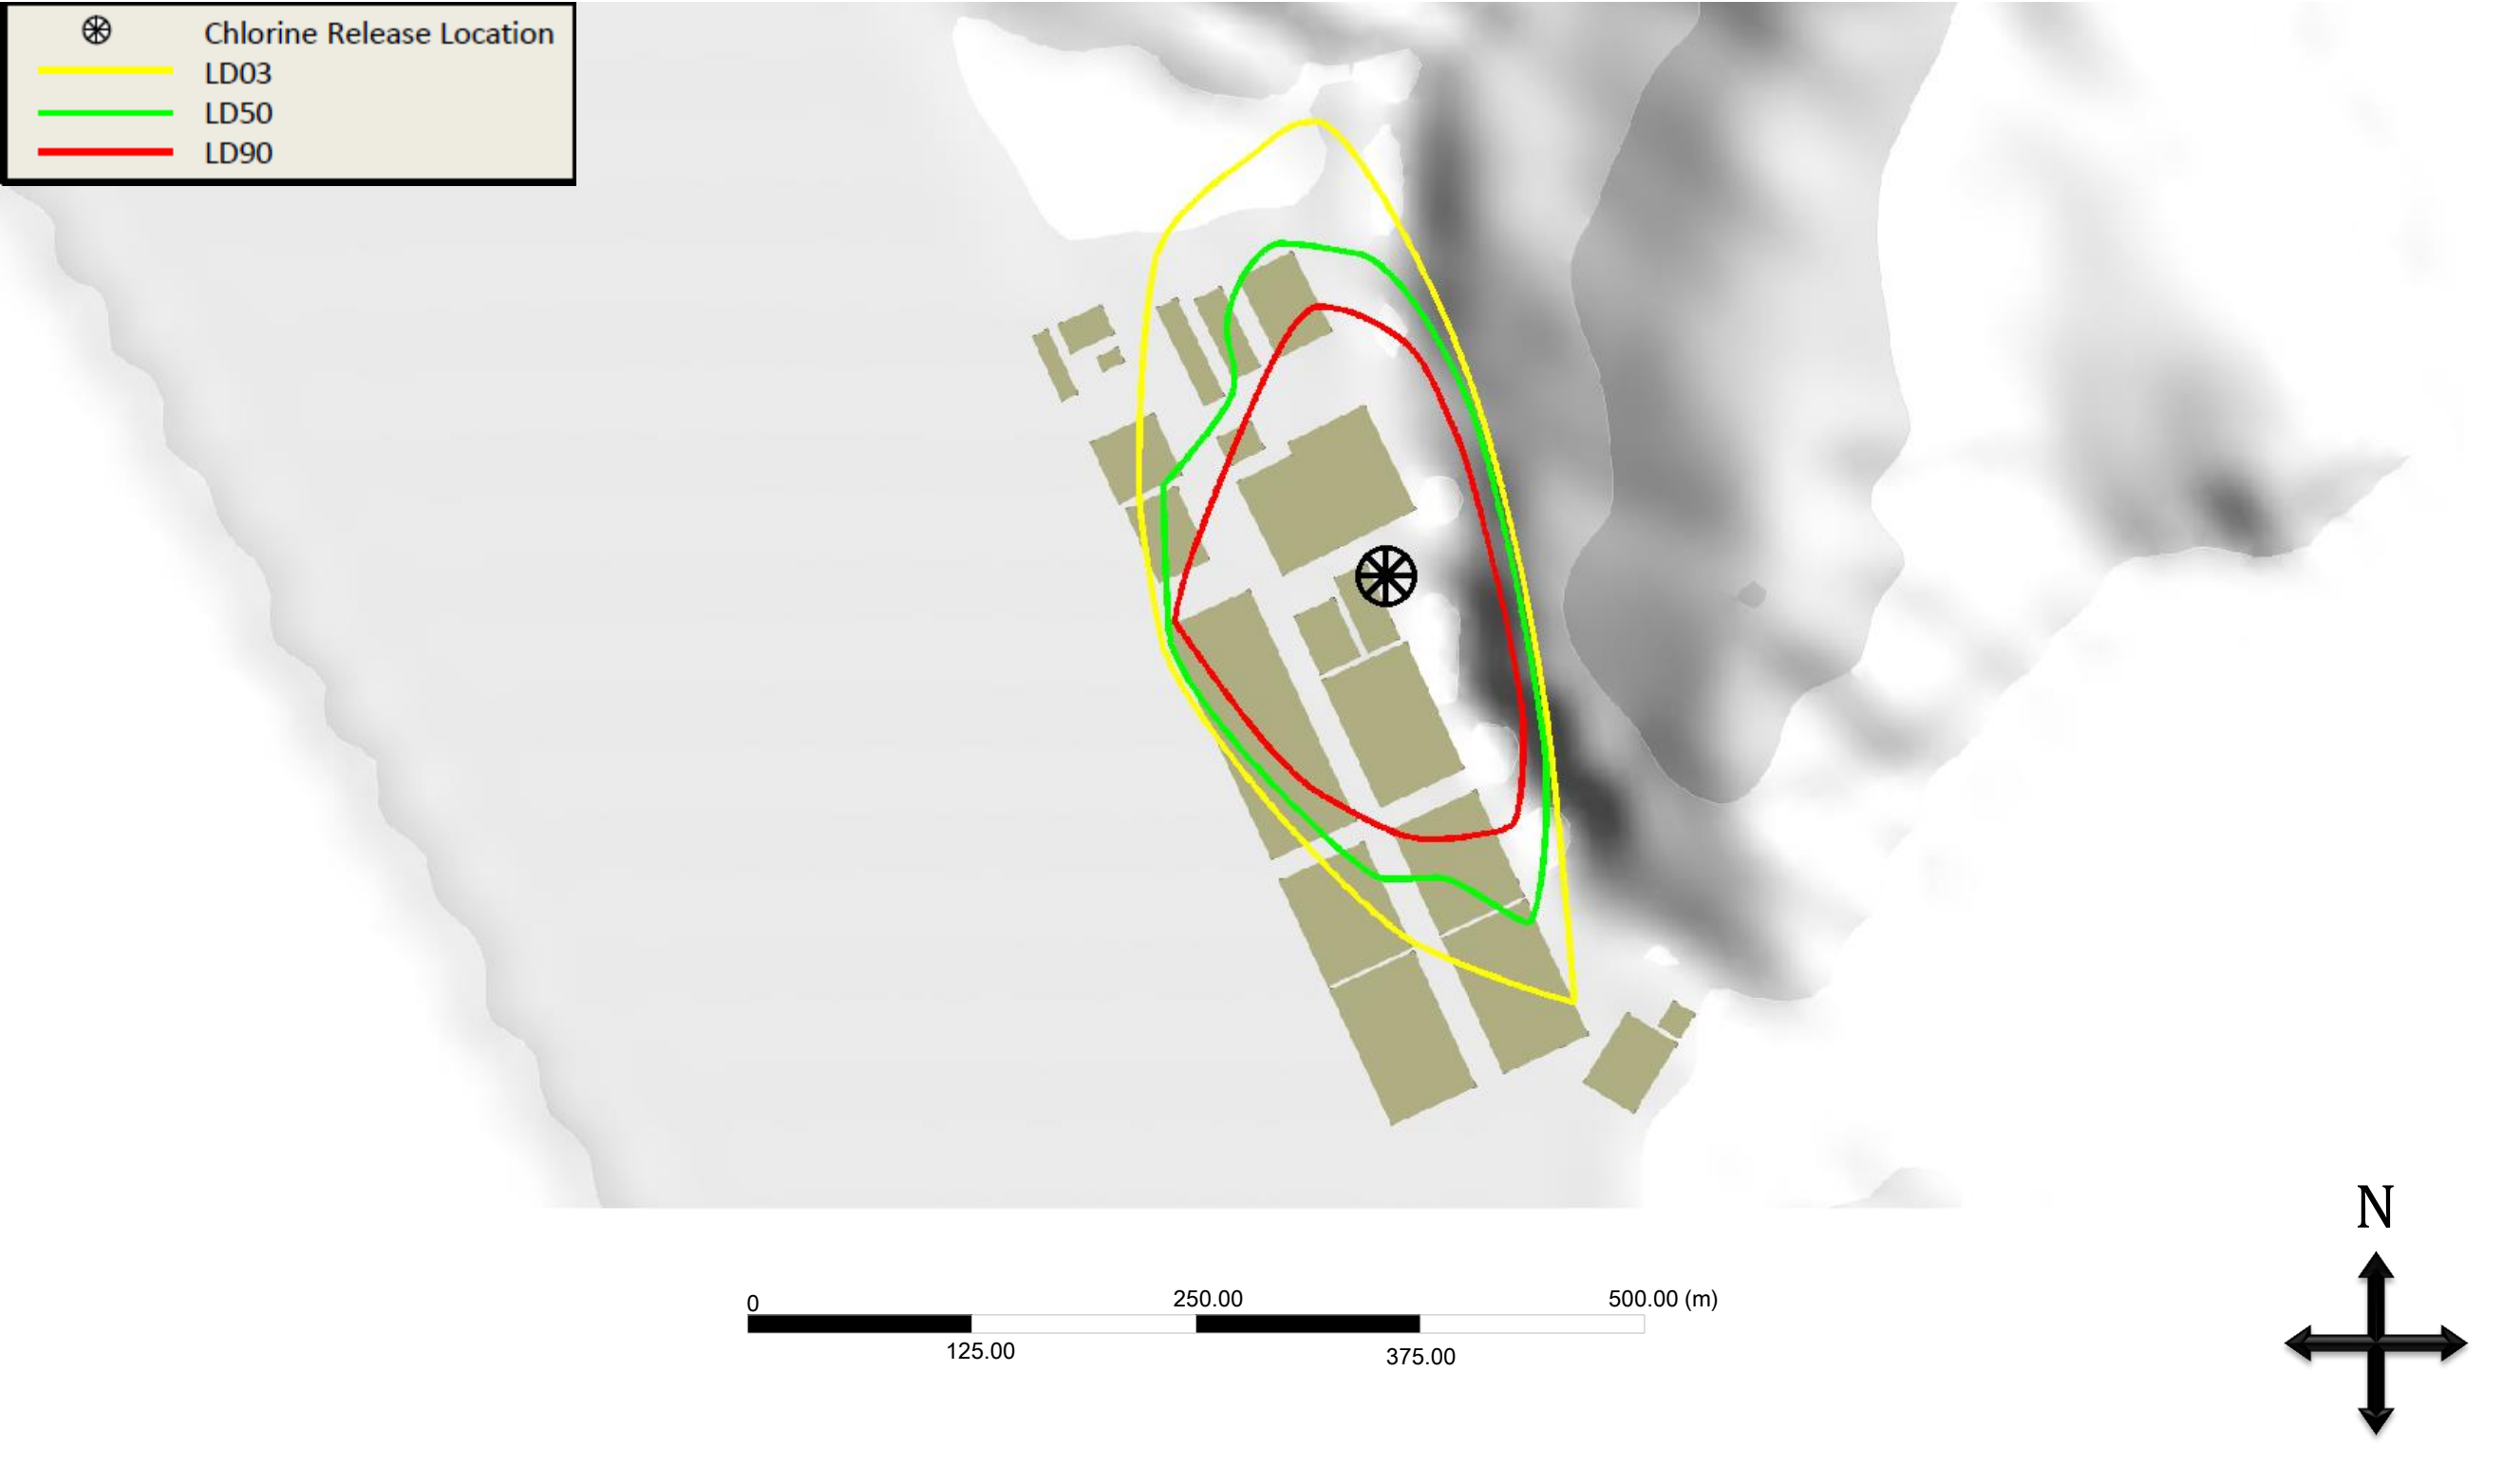 Chlorine Release Location
LD03
LD50
LD90
N
0
250.00
500.00 (m)
125.00
375.00